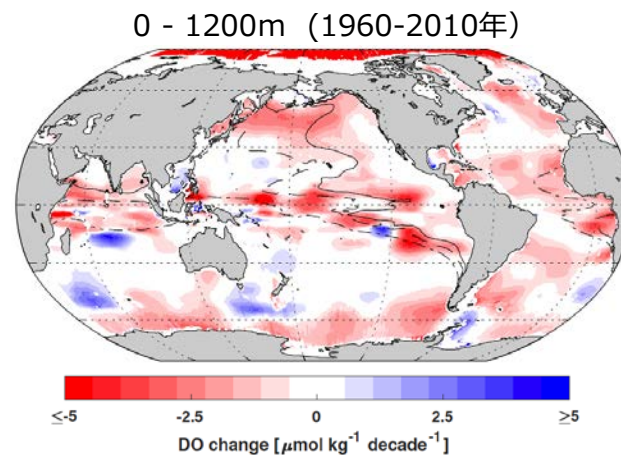 0 - 1200m (1960-2010年)
≤-5 -2.5 0 2.5 ≥5
DO change [μmol kg⁻¹ decade⁻¹]